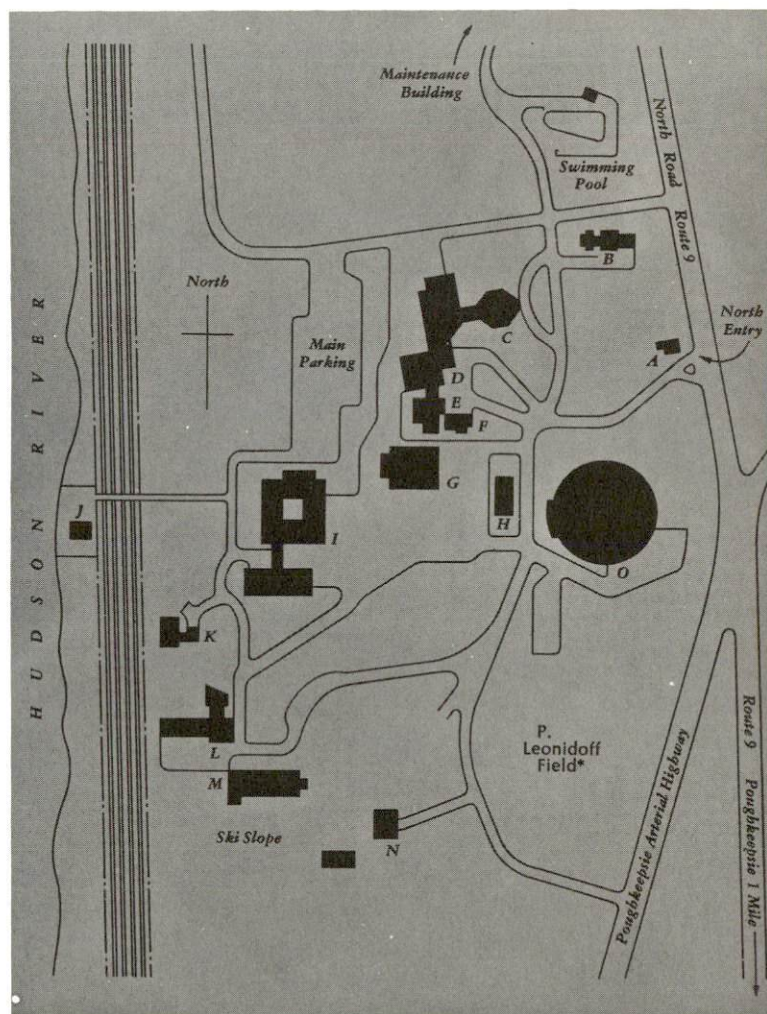 Maintenance
Building
North Road Route 9
Swimming
Pool
B
North
C
North
Entry
A
Main
Parking
D
E
F
G
H
I
J
O
K
HUDSON RIVER
L
P.
Leonidoff
Field*
M
Ski Slope
N
Poughkeepsie Arterial Highway
Route 9 Poughkeepsie 1 Mile